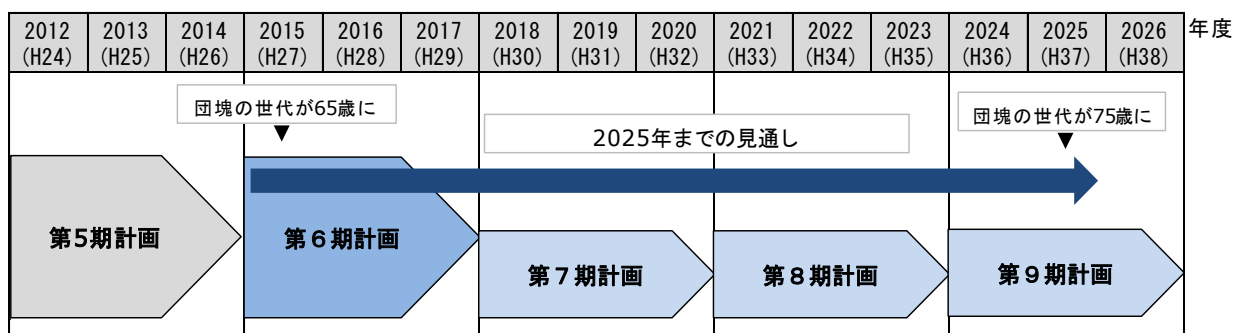 2012 2013 2014 2015 2016 2017 2018 2019 2020 2021 2022 2023 2024 2025 2026 年度
(H24) (H25) (H26) (H27) (H28) (H29) (H30) (H31) (H32) (H33) (H34) (H35) (H36) (H37) (H38)
団塊の世代が65歳に
団塊の世代が75歳に
2025年までの見通し
第5期計画
第６期計画
第７期計画
第８期計画
第９期計画